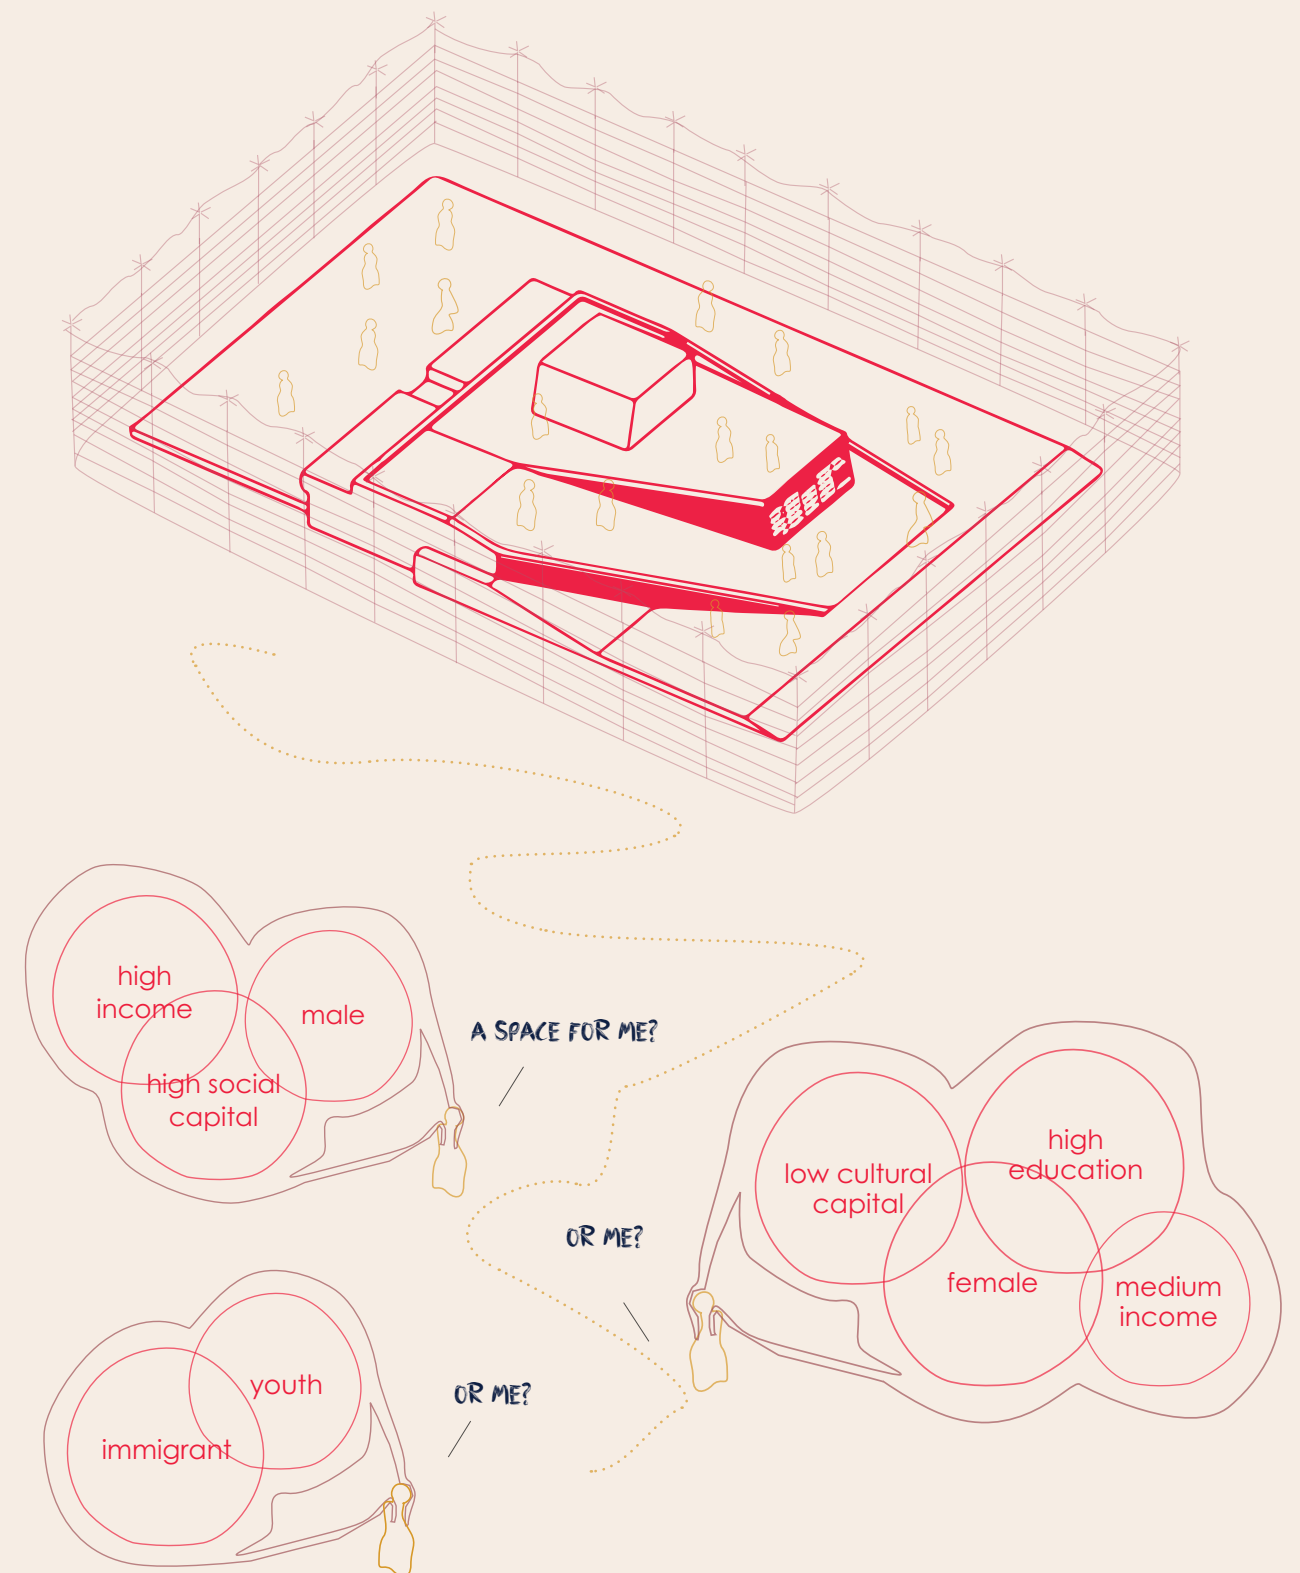 high
income
male
high social
capital
A SPACE FOR ME?
low cultural
capital
high
education
female
medium
income
OR ME?
youth
immigrant
OR ME?